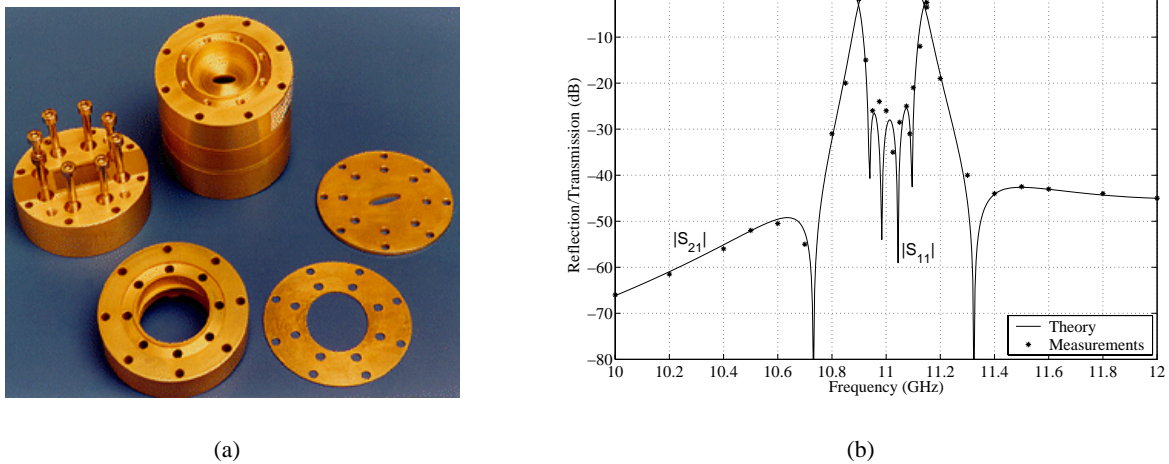 −10
−20
−30
−40
−50
−60
−70
−80
Reflection/Transmission (dB)
|S21|
|S11|
Theory
Measurements
10 10.2 10.4 10.6 10.8 11 11.2 11.4 11.6 11.8 12
Frequency (GHz)
(a) (b)